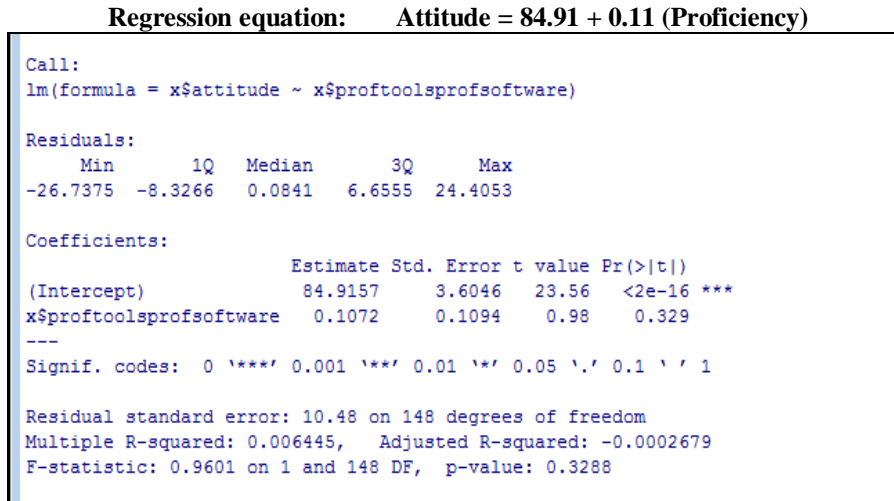 Regression equation: Attitude = 84.91 + 0.11 (Proficiency)
Call:
lm(formula = x$attitude ~ x$proftoolsprofsoftware)
Residuals:
Min 1Q Median 3Q Max
-26.7375 -8.3266 0.0841 6.6555 24.4053
Coefficients:
Estimate Std. Error t value Pr(>|t|)
(Intercept) 84.9157 3.6046 23.56 <2e-16 ***
x$proftoolsprofsoftware 0.1072 0.1094 0.98 0.329
---
Signif. codes: 0 ‘***’ 0.001 ‘**’ 0.01 ‘*’ 0.05 ‘.’ 0.1 ‘ ’ 1
Residual standard error: 10.48 on 148 degrees of freedom
Multiple R-squared: 0.006445, Adjusted R-squared: -0.0002679
F-statistic: 0.9601 on 1 and 148 DF, p-value: 0.3288